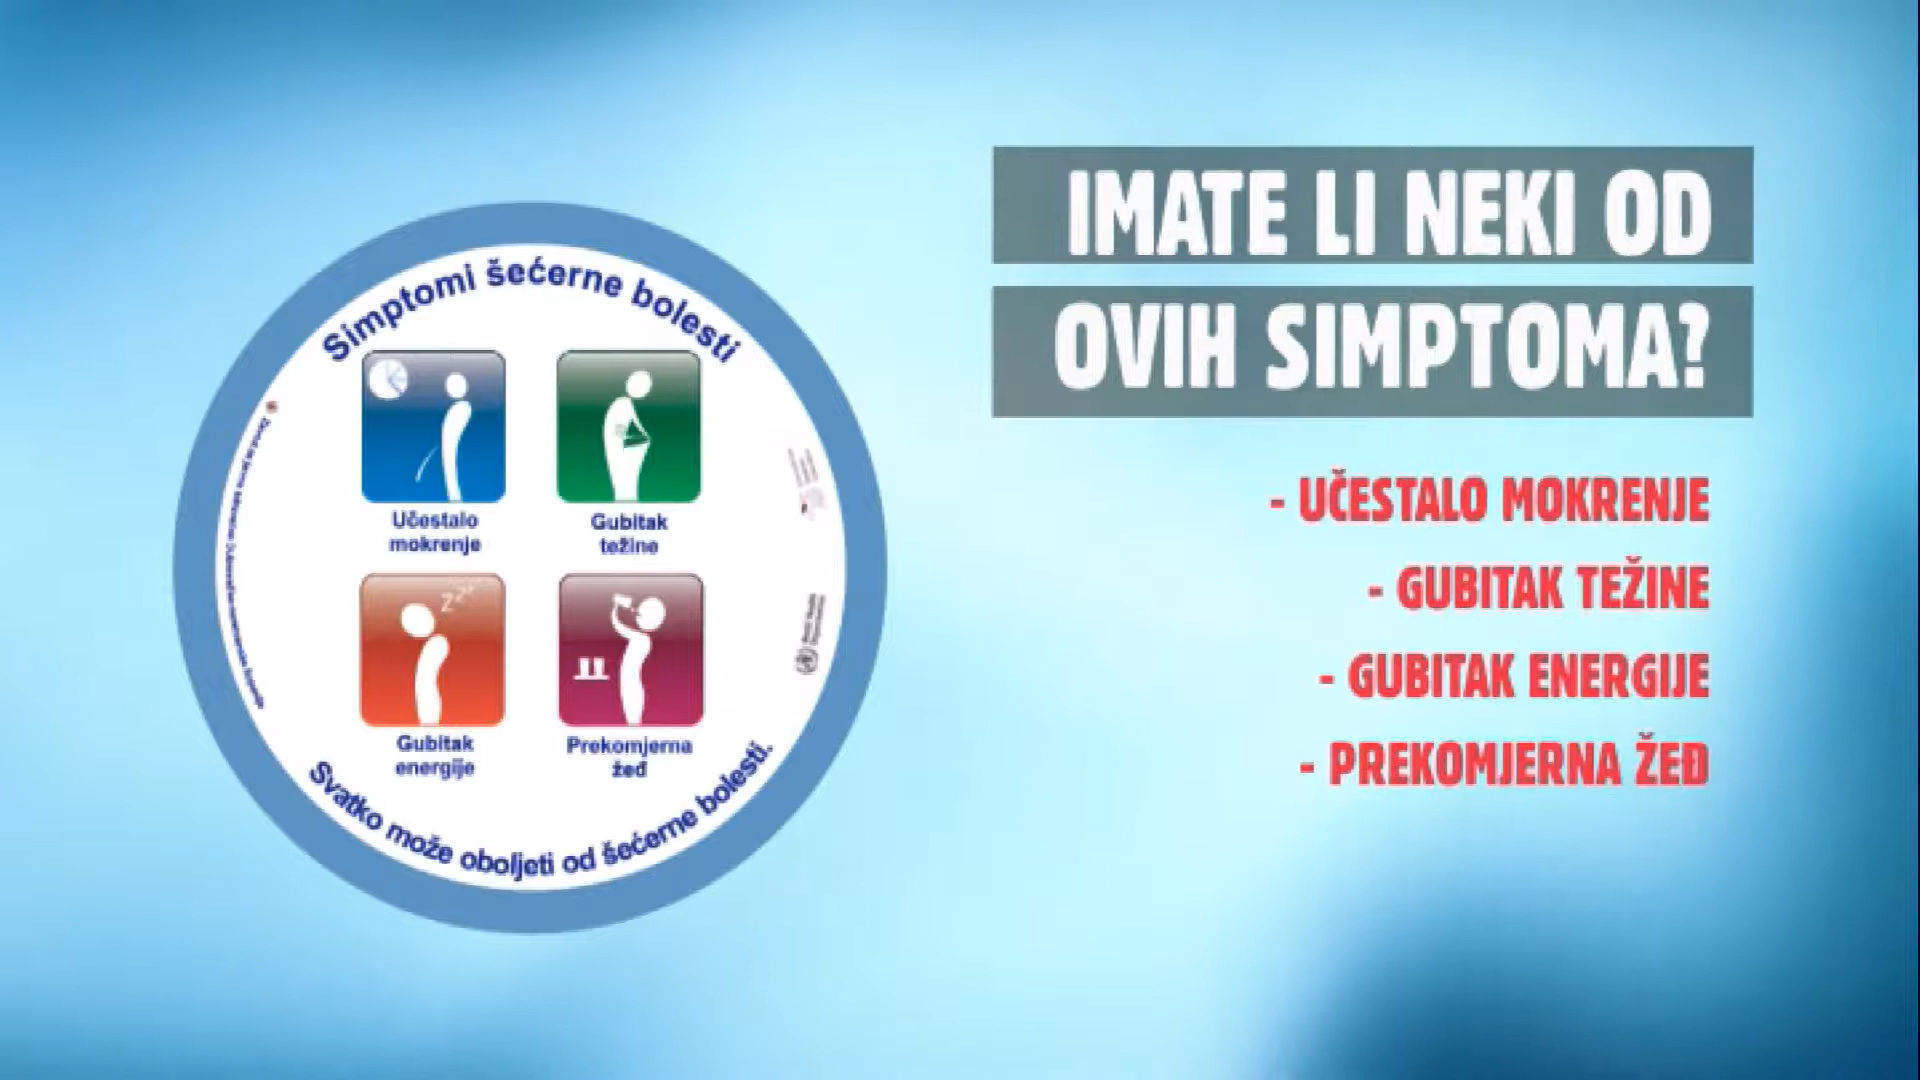 Simptomi šećerne bolesti
Učestalo
mokrenje
Gubitak
težine
Gubitak
energije
Prekomjerna
žeđ
Svatko može oboljeti od šećerne bolesti.
IMATE LI NEKI OD
OVIH SIMPTOMA?
- UČESTALO MOKRENJE
- GUBITAK TEŽINE
- GUBITAK ENERGIJE
- PREKOMJERNA ŽEĐ